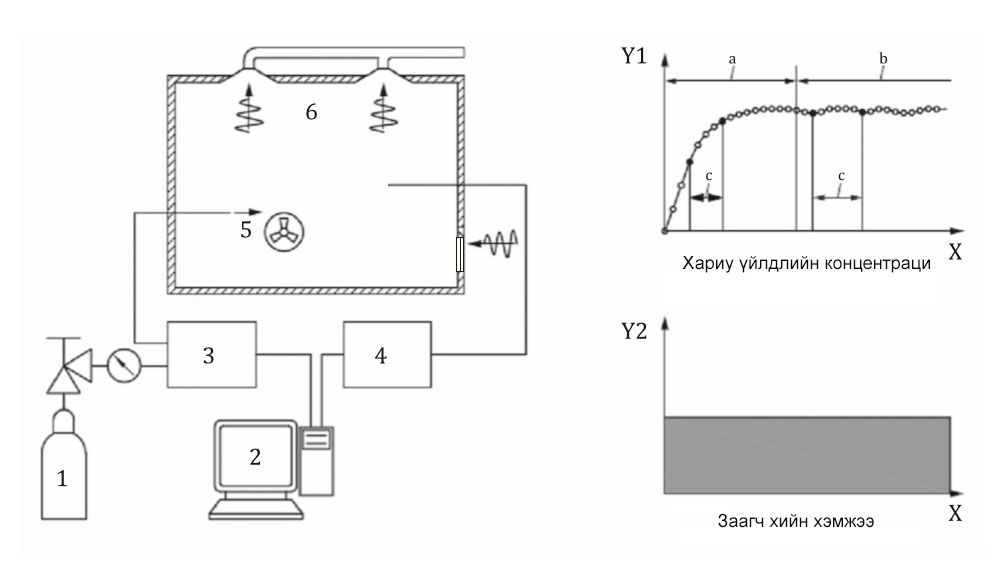 6
5
3
4
1
2
Y1
a
b
c
c
X
Хариу үйлдлийн концентраци
Y2
X
Заагч хийн хэмжээ